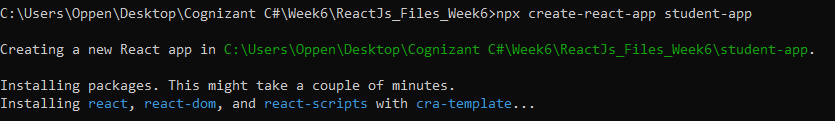 C:\Users\Oppen\Desktop\Cognizant C#\Week6\ReactJs_Files_Week6>npx create-react-app student-app
Creating a new React app in C:\Users\Oppen\Desktop\Cognizant C#\Week6\ReactJs_Files_Week6\student-app.
Installing packages. This might take a couple of minutes.
Installing react, react-dom, and react-scripts with cra-template...